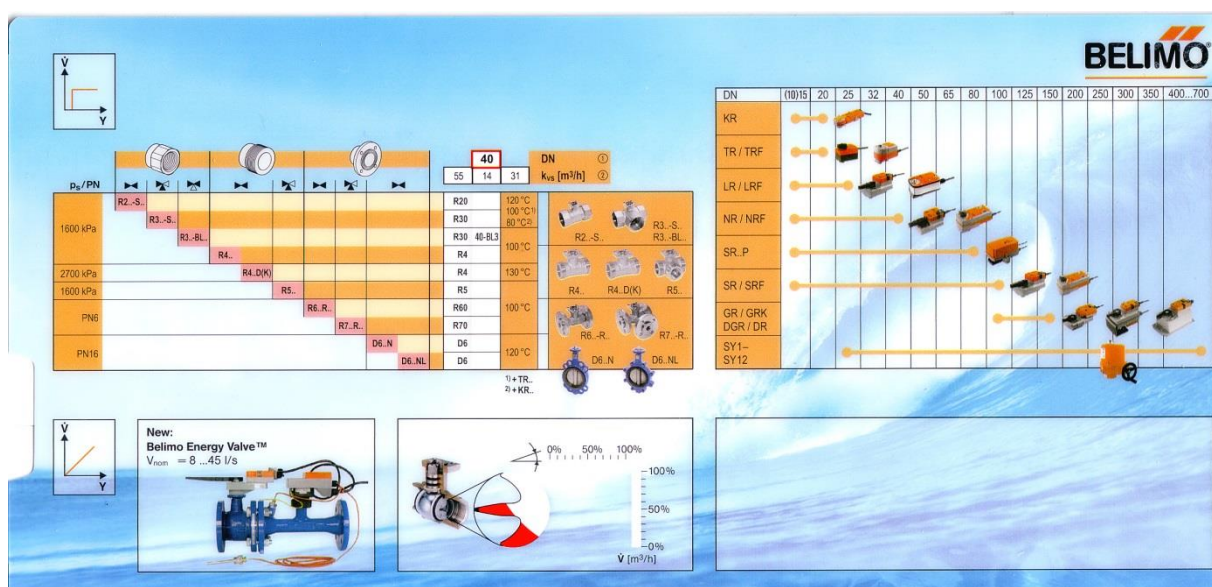 BELIMO®
V̇
Y
DN (10)15 20 25 32 40 50 65 80 100 125 150 200 250 300 350 400...700
KR
TR / TRF
LR / LRF
NR / NRF
SR..P
SR / SRF
GR / GRK
DGR / DR
SY1–
SY12
40 DN ①
55 14 31 kvs [m³/h] ②
pS / PN
R2..-S.. R20 120 °C
1600 kPa R3..-S.. R30 100 °C¹⁾
80 °C²⁾
R3..-BL.. R30 40-BL3 100 °C
R4.. R4
2700 kPa R4..D(K) R4 130 °C
1600 kPa R5.. R5 100 °C
PN6 R6..R.. R60
R7..R.. R70
PN16 D6..N D6 120 °C
D6..NL D6
R2..-S.. R3..-S..
R3..-BL..
R4.. R4..D(K) R5..
R6..-R.. R7..-R..
D6..N D6..NL
1) + TR..
2) + KR..
V̇
Y
New:
Belimo Energy Valve™
Vnom = 8 ...45 l/s
0% 50% 100%
100%
50%
0%
V̇ [m³/h]